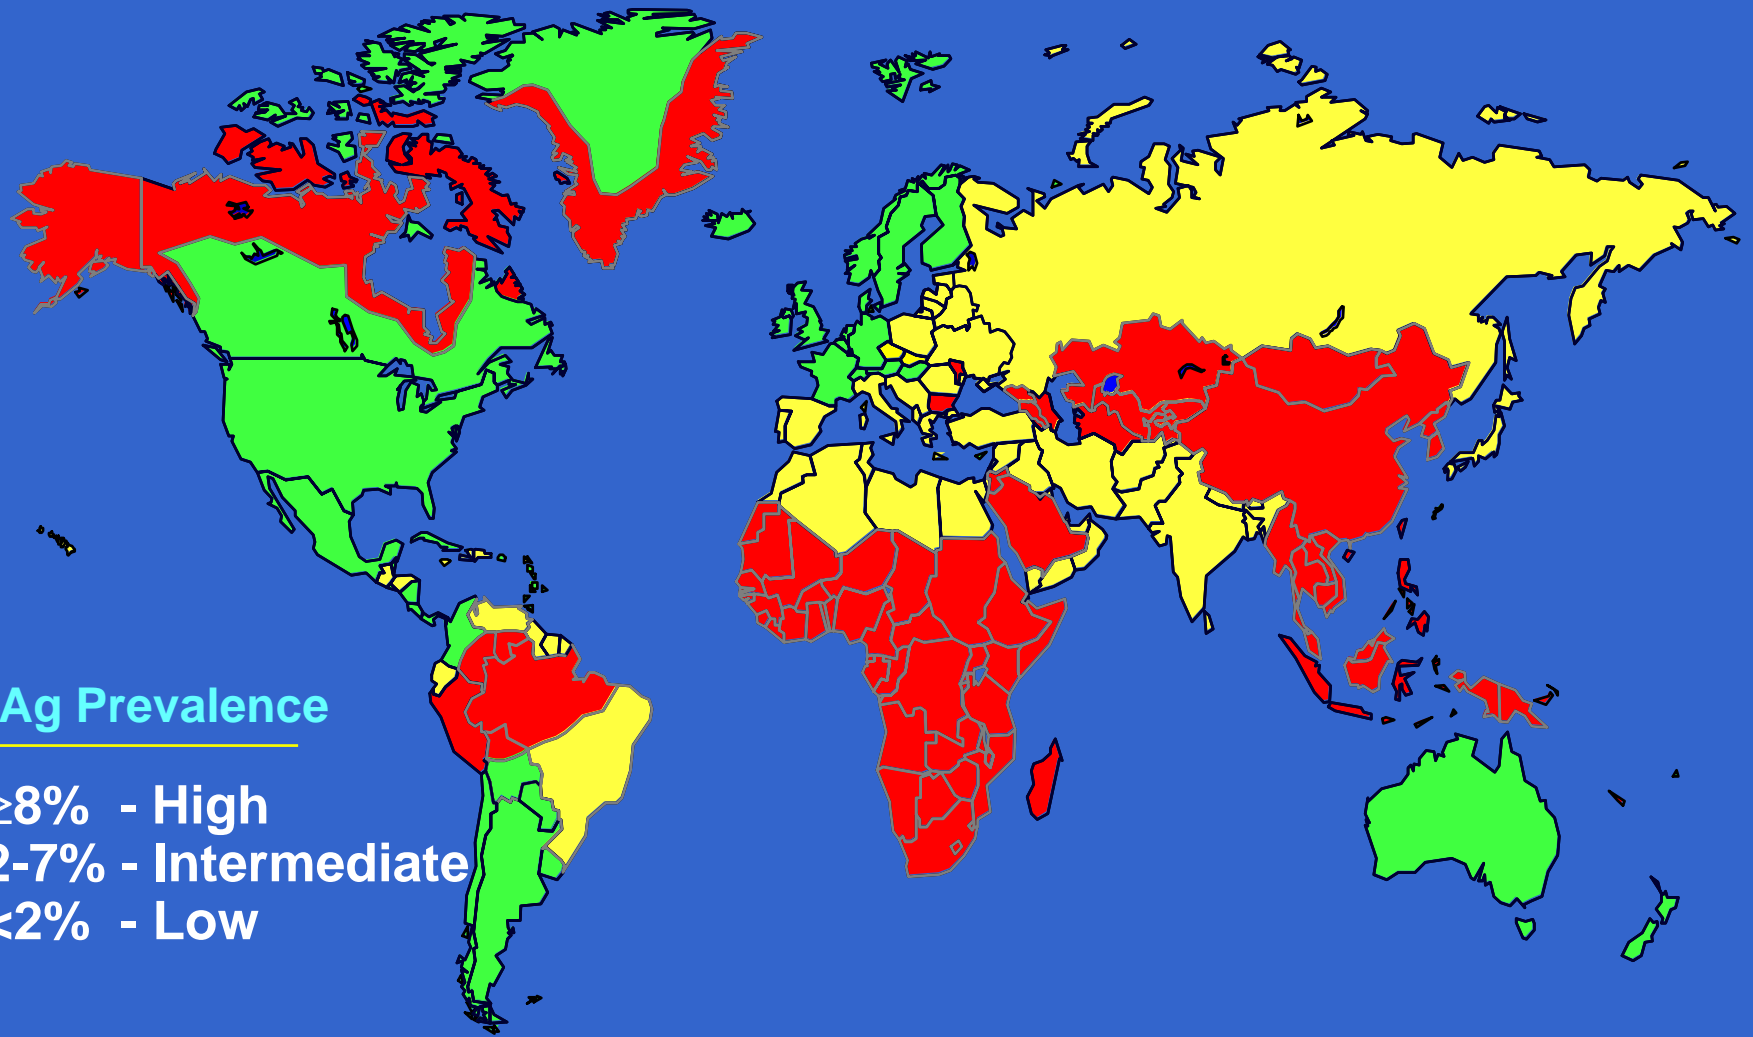 Ag Prevalence
≥8% - High
2-7% - Intermediate
<2% - Low